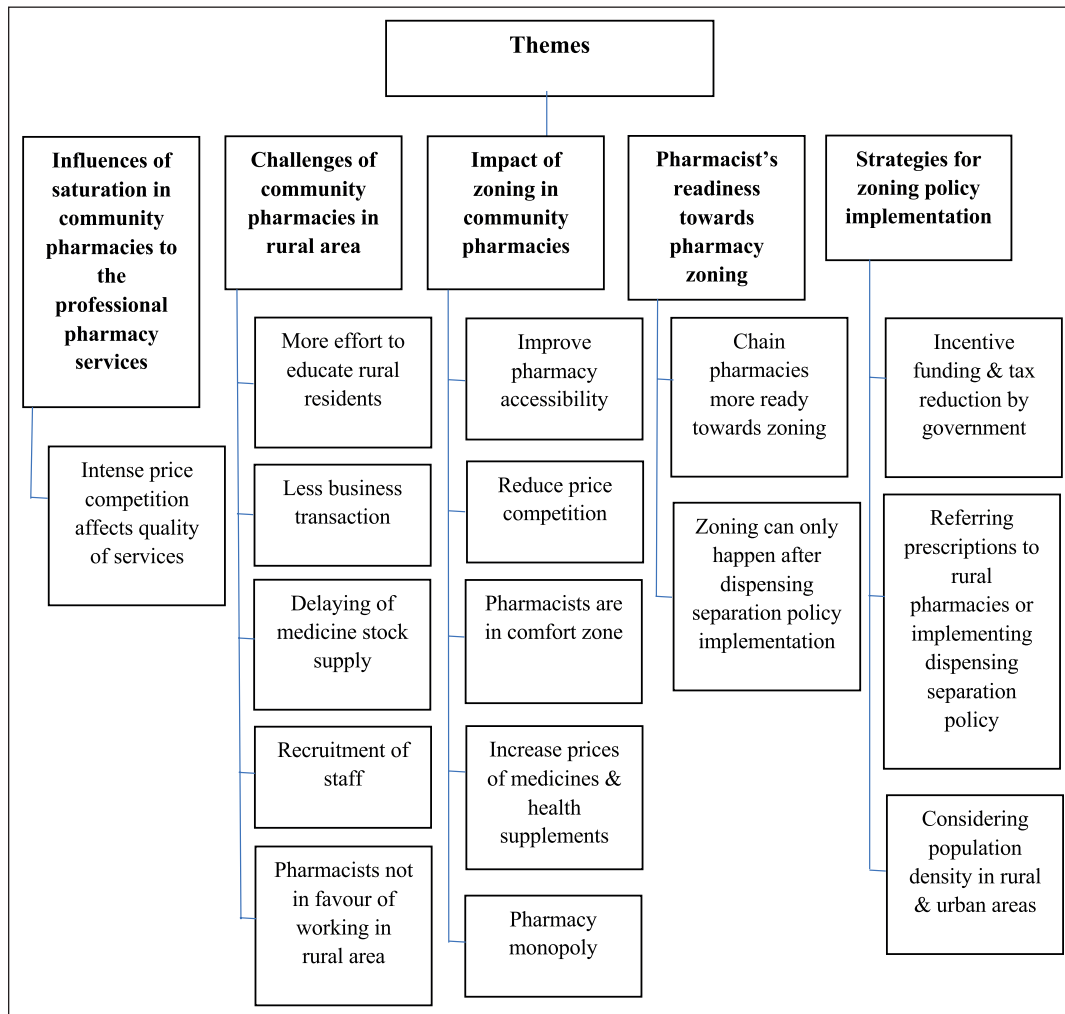 Themes
Influences of
saturation in
community
pharmacies to
the
professional
pharmacy
services
Intense price
competition
affects quality
of services
Challenges of
community
pharmacies in
rural area
More effort to
educate rural
residents
Less business
transaction
Delaying of
medicine stock
supply
Recruitment of
staff
Pharmacists not
in favour of
working in
rural area
Impact of
zoning in
community
pharmacies
Improve
pharmacy
accessibility
Reduce price
competition
Pharmacists are
in comfort zone
Increase prices
of medicines &
health
supplements
Pharmacy
monopoly
Pharmacist’s
readiness
towards
pharmacy
zoning
Chain
pharmacies
more ready
towards zoning
Zoning can only
happen after
dispensing
separation policy
implementation
Strategies for
zoning policy
implementation
Incentive
funding & tax
reduction by
government
Referring
prescriptions to
rural
pharmacies or
implementing
dispensing
separation
policy
Considering
population
density in rural
& urban areas